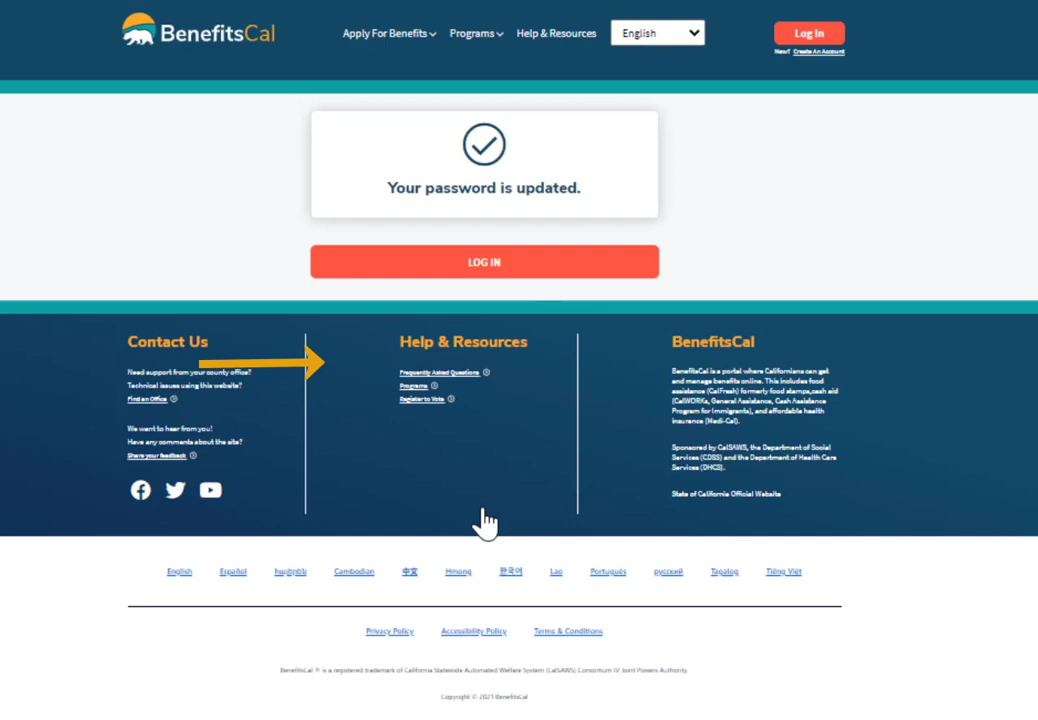 BenefitsCal
Apply For Benefits
Programs
Help & Resources
English
Log In
New? Create An Account
Your password is updated.
LOG IN
Contact Us
Need support from your county office?
Technical issues using this website?
Find an Office
We want to hear from you!
Have any comments about the site?
Share your feedback
Help & Resources
Frequently Asked Questions
Programs
Register to Vote
BenefitsCal
BenefitsCal is a portal where Californians can get
and manage benefits online. This includes food
assistance (CalFresh) formerly food stamps,cash aid
(CalWORKs, General Assistance, Cash Assistance
Program for Immigrants), and affordable health
insurance (Medi-Cal).
Sponsored by CalSAWS, the Department of Social
Services (CDSS) and the Department of Health Care
Services (DHCS).
State of California Official Website
English Español հայերեն Cambodian 中文 Hmong 한국어 Lao Português русский Tagalog Tiếng Việt
Privacy Policy Accessibility Policy Terms & Conditions
BenefitsCal ® is a registered trademark of California Statewide Automated Welfare System (CalSAWS) Consortium IV Joint Powers Authority.
Copyright © 2021 BenefitsCal